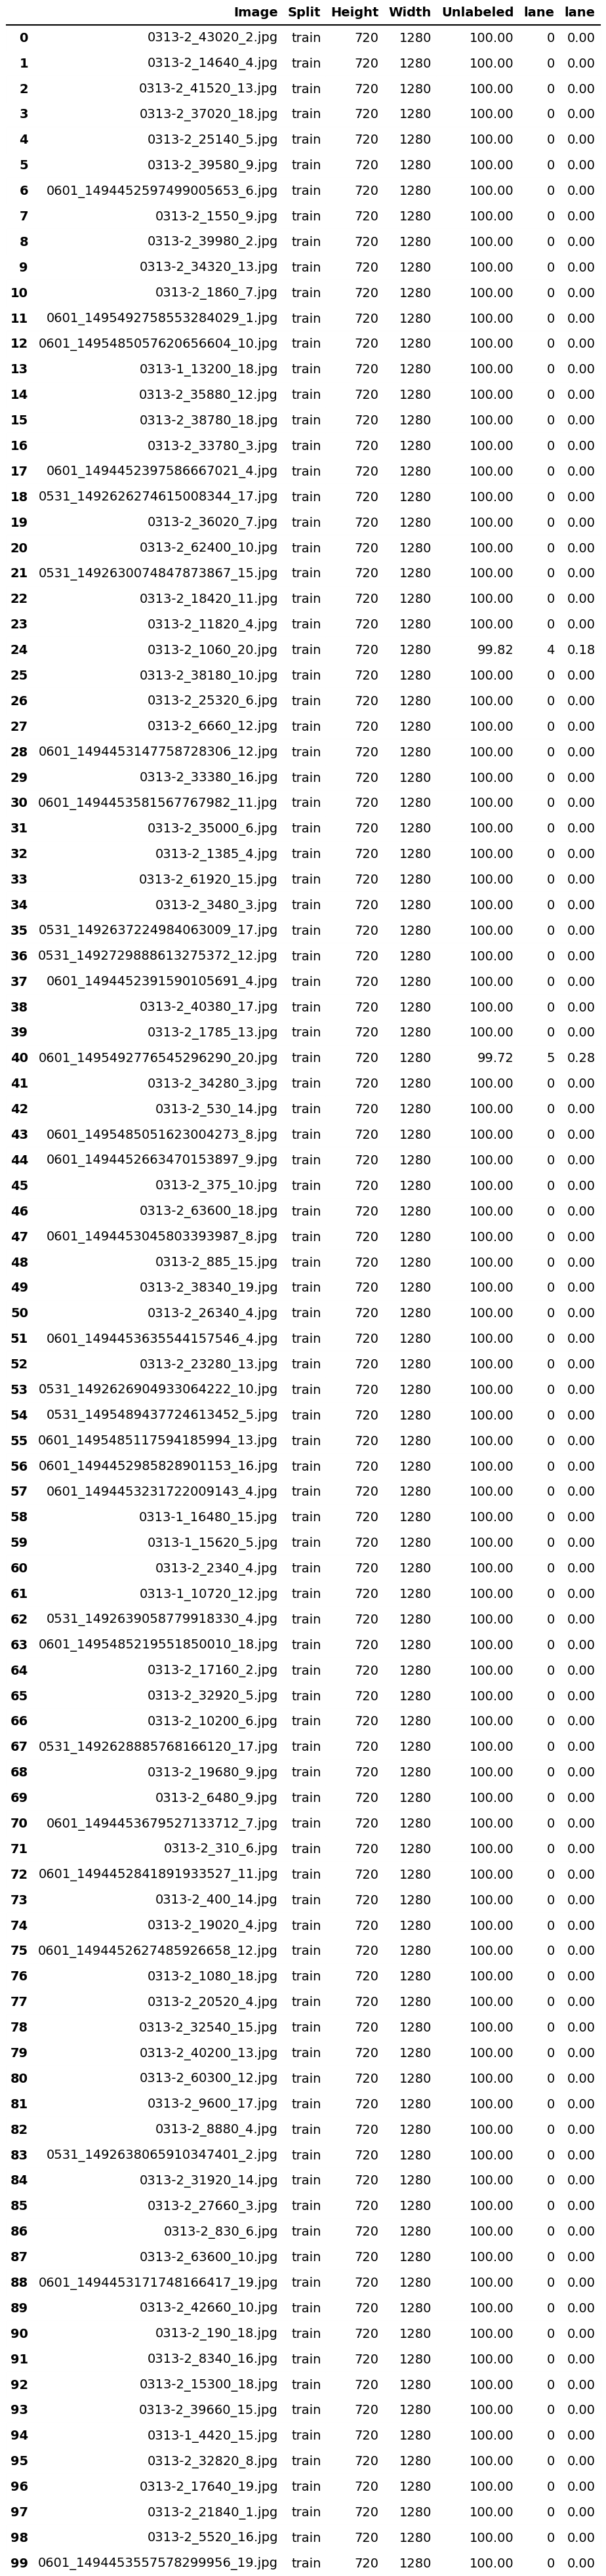 Image Split Height Width Unlabeled lane lane
0 0313-2_43020_2.jpg train 720 1280 100.00 0 0.00
1 0313-2_14640_4.jpg train 720 1280 100.00 0 0.00
2 0313-2_41520_13.jpg train 720 1280 100.00 0 0.00
3 0313-2_37020_18.jpg train 720 1280 100.00 0 0.00
4 0313-2_25140_5.jpg train 720 1280 100.00 0 0.00
5 0313-2_39580_9.jpg train 720 1280 100.00 0 0.00
6 0601_1494452597499005653_6.jpg train 720 1280 100.00 0 0.00
7 0313-2_1550_9.jpg train 720 1280 100.00 0 0.00
8 0313-2_39980_2.jpg train 720 1280 100.00 0 0.00
9 0313-2_34320_13.jpg train 720 1280 100.00 0 0.00
10 0313-2_1860_7.jpg train 720 1280 100.00 0 0.00
11 0601_1495492758553284029_1.jpg train 720 1280 100.00 0 0.00
12 0601_1495485057620656604_10.jpg train 720 1280 100.00 0 0.00
13 0313-1_13200_18.jpg train 720 1280 100.00 0 0.00
14 0313-2_35880_12.jpg train 720 1280 100.00 0 0.00
15 0313-2_38780_18.jpg train 720 1280 100.00 0 0.00
16 0313-2_33780_3.jpg train 720 1280 100.00 0 0.00
17 0601_1494452397586667021_4.jpg train 720 1280 100.00 0 0.00
18 0531_1492626274615008344_17.jpg train 720 1280 100.00 0 0.00
19 0313-2_36020_7.jpg train 720 1280 100.00 0 0.00
20 0313-2_62400_10.jpg train 720 1280 100.00 0 0.00
21 0531_1492630074847873867_15.jpg train 720 1280 100.00 0 0.00
22 0313-2_18420_11.jpg train 720 1280 100.00 0 0.00
23 0313-2_11820_4.jpg train 720 1280 100.00 0 0.00
24 0313-2_1060_20.jpg train 720 1280 99.82 4 0.18
25 0313-2_38180_10.jpg train 720 1280 100.00 0 0.00
26 0313-2_25320_6.jpg train 720 1280 100.00 0 0.00
27 0313-2_6660_12.jpg train 720 1280 100.00 0 0.00
28 0601_1494453147758728306_12.jpg train 720 1280 100.00 0 0.00
29 0313-2_33380_16.jpg train 720 1280 100.00 0 0.00
30 0601_1494453581567767982_11.jpg train 720 1280 100.00 0 0.00
31 0313-2_35000_6.jpg train 720 1280 100.00 0 0.00
32 0313-2_1385_4.jpg train 720 1280 100.00 0 0.00
33 0313-2_61920_15.jpg train 720 1280 100.00 0 0.00
34 0313-2_3480_3.jpg train 720 1280 100.00 0 0.00
35 0531_1492637224984063009_17.jpg train 720 1280 100.00 0 0.00
36 0531_1492729888613275372_12.jpg train 720 1280 100.00 0 0.00
37 0601_1494452391590105691_4.jpg train 720 1280 100.00 0 0.00
38 0313-2_40380_17.jpg train 720 1280 100.00 0 0.00
39 0313-2_1785_13.jpg train 720 1280 100.00 0 0.00
40 0601_1495492776545296290_20.jpg train 720 1280 99.72 5 0.28
41 0313-2_34280_3.jpg train 720 1280 100.00 0 0.00
42 0313-2_530_14.jpg train 720 1280 100.00 0 0.00
43 0601_1495485051623004273_8.jpg train 720 1280 100.00 0 0.00
44 0601_1494452663470153897_9.jpg train 720 1280 100.00 0 0.00
45 0313-2_375_10.jpg train 720 1280 100.00 0 0.00
46 0313-2_63600_18.jpg train 720 1280 100.00 0 0.00
47 0601_1494453045803393987_8.jpg train 720 1280 100.00 0 0.00
48 0313-2_885_15.jpg train 720 1280 100.00 0 0.00
49 0313-2_38340_19.jpg train 720 1280 100.00 0 0.00
50 0313-2_26340_4.jpg train 720 1280 100.00 0 0.00
51 0601_1494453635544157546_4.jpg train 720 1280 100.00 0 0.00
52 0313-2_23280_13.jpg train 720 1280 100.00 0 0.00
53 0531_1492626904933064222_10.jpg train 720 1280 100.00 0 0.00
54 0531_1495489437724613452_5.jpg train 720 1280 100.00 0 0.00
55 0601_1495485117594185994_13.jpg train 720 1280 100.00 0 0.00
56 0601_1494452985828901153_16.jpg train 720 1280 100.00 0 0.00
57 0601_1494453231722009143_4.jpg train 720 1280 100.00 0 0.00
58 0313-1_16480_15.jpg train 720 1280 100.00 0 0.00
59 0313-1_15620_5.jpg train 720 1280 100.00 0 0.00
60 0313-2_2340_4.jpg train 720 1280 100.00 0 0.00
61 0313-1_10720_12.jpg train 720 1280 100.00 0 0.00
62 0531_1492639058779918330_4.jpg train 720 1280 100.00 0 0.00
63 0601_1495485219551850010_18.jpg train 720 1280 100.00 0 0.00
64 0313-2_17160_2.jpg train 720 1280 100.00 0 0.00
65 0313-2_32920_5.jpg train 720 1280 100.00 0 0.00
66 0313-2_10200_6.jpg train 720 1280 100.00 0 0.00
67 0531_1492628885768166120_17.jpg train 720 1280 100.00 0 0.00
68 0313-2_19680_9.jpg train 720 1280 100.00 0 0.00
69 0313-2_6480_9.jpg train 720 1280 100.00 0 0.00
70 0601_1494453679527133712_7.jpg train 720 1280 100.00 0 0.00
71 0313-2_310_6.jpg train 720 1280 100.00 0 0.00
72 0601_1494452841891933527_11.jpg train 720 1280 100.00 0 0.00
73 0313-2_400_14.jpg train 720 1280 100.00 0 0.00
74 0313-2_19020_4.jpg train 720 1280 100.00 0 0.00
75 0601_1494452627485926658_12.jpg train 720 1280 100.00 0 0.00
76 0313-2_1080_18.jpg train 720 1280 100.00 0 0.00
77 0313-2_20520_4.jpg train 720 1280 100.00 0 0.00
78 0313-2_32540_15.jpg train 720 1280 100.00 0 0.00
79 0313-2_40200_13.jpg train 720 1280 100.00 0 0.00
80 0313-2_60300_12.jpg train 720 1280 100.00 0 0.00
81 0313-2_9600_17.jpg train 720 1280 100.00 0 0.00
82 0313-2_8880_4.jpg train 720 1280 100.00 0 0.00
83 0531_1492638065910347401_2.jpg train 720 1280 100.00 0 0.00
84 0313-2_31920_14.jpg train 720 1280 100.00 0 0.00
85 0313-2_27660_3.jpg train 720 1280 100.00 0 0.00
86 0313-2_830_6.jpg train 720 1280 100.00 0 0.00
87 0313-2_63600_10.jpg train 720 1280 100.00 0 0.00
88 0601_1494453171748166417_19.jpg train 720 1280 100.00 0 0.00
89 0313-2_42660_10.jpg train 720 1280 100.00 0 0.00
90 0313-2_190_18.jpg train 720 1280 100.00 0 0.00
91 0313-2_8340_16.jpg train 720 1280 100.00 0 0.00
92 0313-2_15300_18.jpg train 720 1280 100.00 0 0.00
93 0313-2_39660_15.jpg train 720 1280 100.00 0 0.00
94 0313-1_4420_15.jpg train 720 1280 100.00 0 0.00
95 0313-2_32820_8.jpg train 720 1280 100.00 0 0.00
96 0313-2_17640_19.jpg train 720 1280 100.00 0 0.00
97 0313-2_21840_1.jpg train 720 1280 100.00 0 0.00
98 0313-2_5520_16.jpg train 720 1280 100.00 0 0.00
99 0601_1494453557578299956_19.jpg train 720 1280 100.00 0 0.00